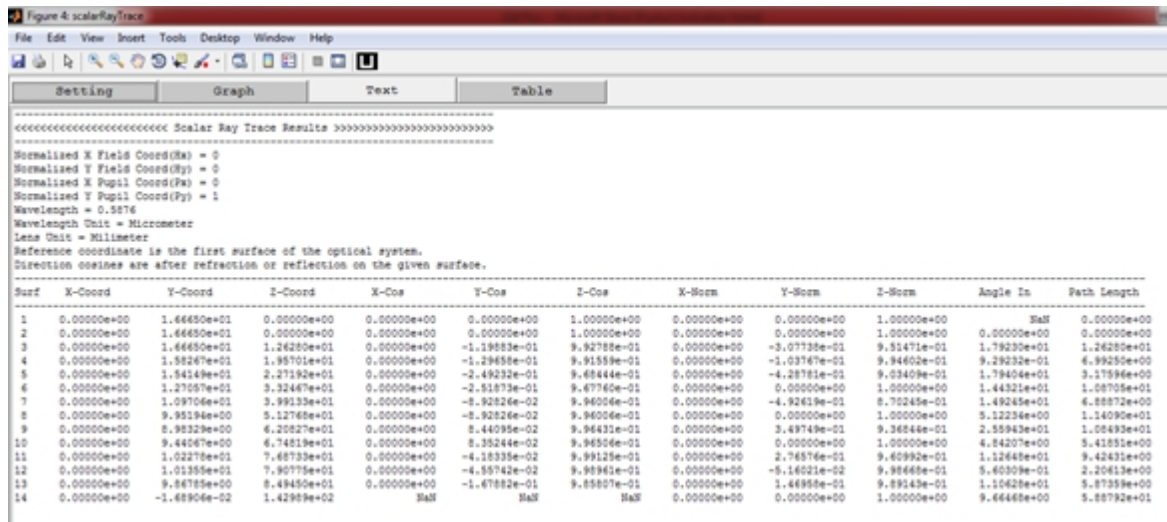 Figure 4: scalarRayTrace
File Edit View Insert Tools Desktop Window Help
Setting Graph Text Table
<<<<<<<<<<<<<<<<<<<<<<<<<< Scalar Ray Trace Results >>>>>>>>>>>>>>>>>>>>>>>>>>
Normalized X Field Coord(Hx) = 0
Normalized Y Field Coord(Hy) = 0
Normalized X Pupil Coord(Px) = 0
Normalized Y Pupil Coord(Py) = 1
Wavelength = 0.5876
Wavelength Unit = Micrometer
Lens Unit = Milimeter
Reference coordinate is the first surface of the optical system.
Direction cosines are after refraction or reflection on the given surface.
Surf X-Coord Y-Coord Z-Coord X-Cos Y-Cos Z-Cos X-Norm Y-Norm Z-Norm Angle In Path Length
1 0.00000e+00 1.66650e+01 0.00000e+00 0.00000e+00 0.00000e+00 1.00000e+00 0.00000e+00 0.00000e+00 1.00000e+00 NaN 0.00000e+00
2 0.00000e+00 1.66650e+01 0.00000e+00 0.00000e+00 0.00000e+00 1.00000e+00 0.00000e+00 0.00000e+00 1.00000e+00 0.00000e+00 0.00000e+00
3 0.00000e+00 1.66650e+01 1.26280e+01 0.00000e+00 -1.19883e-01 9.92788e-01 0.00000e+00 -3.07738e-01 9.51471e-01 1.79230e+01 1.26280e+01
4 0.00000e+00 1.58267e+01 1.95701e+01 0.00000e+00 -1.29658e-01 9.91559e-01 0.00000e+00 -1.03767e-01 9.94602e-01 9.29232e-01 6.99250e+00
5 0.00000e+00 1.54149e+01 2.27192e+01 0.00000e+00 -2.49232e-01 9.68444e-01 0.00000e+00 -4.28781e-01 9.03409e-01 1.79404e+01 3.17596e+00
6 0.00000e+00 1.27057e+01 3.32467e+01 0.00000e+00 -2.51873e-01 9.67760e-01 0.00000e+00 0.00000e+00 1.00000e+00 1.44321e+01 1.08705e+01
7 0.00000e+00 1.09706e+01 3.99133e+01 0.00000e+00 -8.92826e-02 9.96006e-01 0.00000e+00 -4.92619e-01 8.70245e-01 1.49245e+01 6.88872e+00
8 0.00000e+00 9.95194e+00 5.12768e+01 0.00000e+00 -8.92826e-02 9.96006e-01 0.00000e+00 0.00000e+00 1.00000e+00 5.12234e+00 1.14090e+01
9 0.00000e+00 8.98329e+00 6.20827e+01 0.00000e+00 8.44095e-02 9.96431e-01 0.00000e+00 3.49749e-01 9.36844e-01 2.55943e+01 1.08493e+01
10 0.00000e+00 9.44067e+00 6.74819e+01 0.00000e+00 8.35244e-02 9.96506e-01 0.00000e+00 0.00000e+00 1.00000e+00 4.84207e+00 5.41851e+00
11 0.00000e+00 1.02278e+01 7.68733e+01 0.00000e+00 -4.18335e-02 9.99125e-01 0.00000e+00 2.76576e-01 9.60992e-01 1.12648e+01 9.42431e+00
12 0.00000e+00 1.01355e+01 7.90775e+01 0.00000e+00 -4.55742e-02 9.98961e-01 0.00000e+00 -5.16021e-02 9.98668e-01 5.60309e-01 2.20613e+00
13 0.00000e+00 9.86785e+00 8.49450e+01 0.00000e+00 -1.67882e-01 9.85807e-01 0.00000e+00 1.46958e-01 9.89143e-01 1.10628e+01 5.87359e+00
14 0.00000e+00 -1.68906e-02 1.42989e+02 NaN NaN NaN 0.00000e+00 0.00000e+00 1.00000e+00 9.66468e+00 5.88792e+01